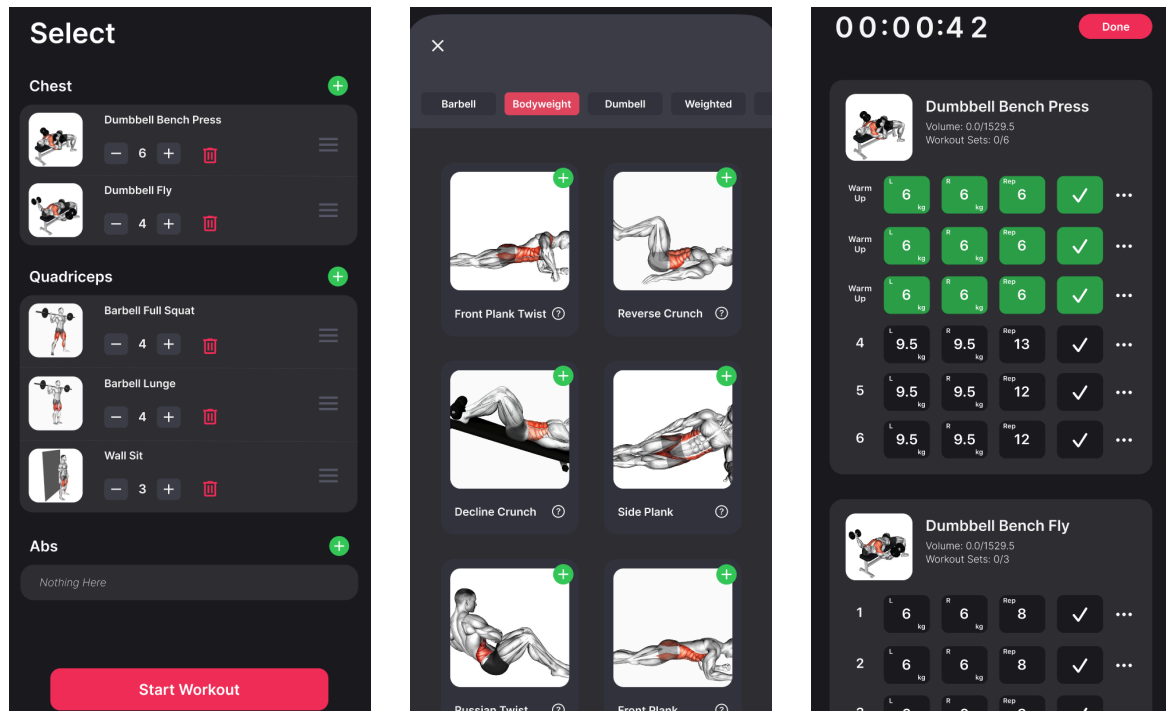 Select
Chest
Dumbbell Bench Press
6
Dumbbell Fly
4
Quadriceps
Barbell Full Squat
4
Barbell Lunge
4
Wall Sit
3
Abs
Nothing Here
Start Workout
Barbell Bodyweight Dumbell Weighted
Front Plank Twist ?
Reverse Crunch ?
Decline Crunch ?
Side Plank ?
Russian Twist ?
Front Plank ?
00:00:42 Done
Dumbbell Bench Press
Volume: 0.0/1529.5
Workout Sets: 0/6
Warm Up L 6 kg R 6 kg Rep 6
Warm Up L 6 kg R 6 kg Rep 6
Warm Up L 6 kg R 6 kg Rep 6
4 L 9.5 kg R 9.5 kg Rep 13
5 L 9.5 kg R 9.5 kg Rep 12
6 L 9.5 kg R 9.5 kg Rep 12
Dumbbell Bench Fly
Volume: 0.0/1529.5
Workout Sets: 0/3
1 L 6 kg R 6 kg Rep 8
2 L 6 kg R 6 kg Rep 8
L R Rep